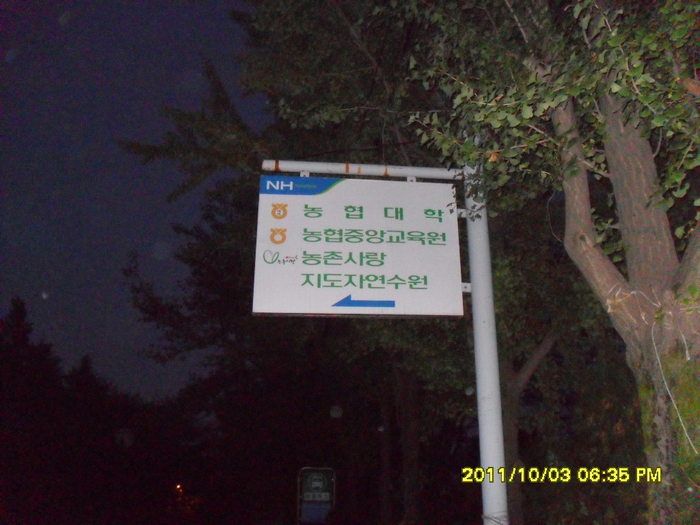 NH
농협대학
농협중앙교육원
농촌사랑
지도자연수원
2011/10/03 06:35 PM